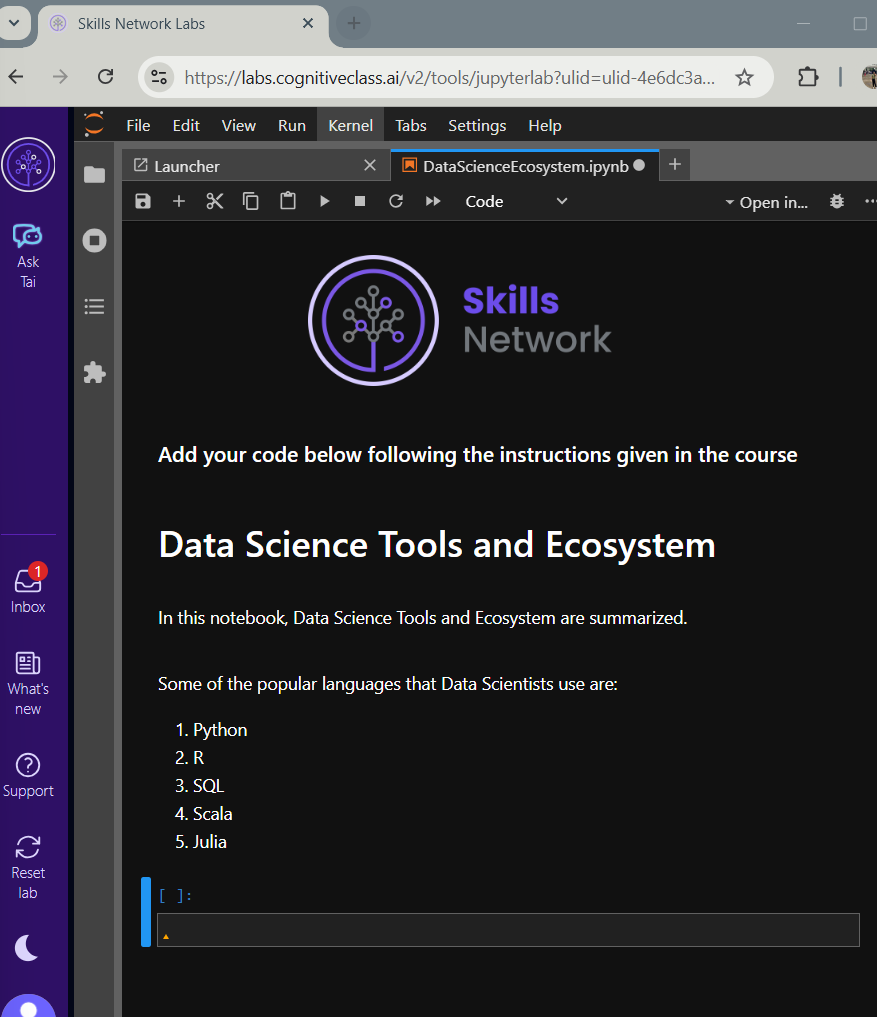 Skills Network Labs
https://labs.cognitiveclass.ai/v2/tools/jupyterlab?ulid=ulid-4e6dc3a...
File Edit View Run Kernel Tabs Settings Help
Launcher
DataScienceEcosystem.ipynb
Code
Open in...
Ask
Tai
Skills
Network
Add your code below following the instructions given in the course
Data Science Tools and Ecosystem
In this notebook, Data Science Tools and Ecosystem are summarized.
Some of the popular languages that Data Scientists use are:
1. Python
2. R
3. SQL
4. Scala
5. Julia
[ ]:
1
Inbox
What's
new
Support
Reset
lab